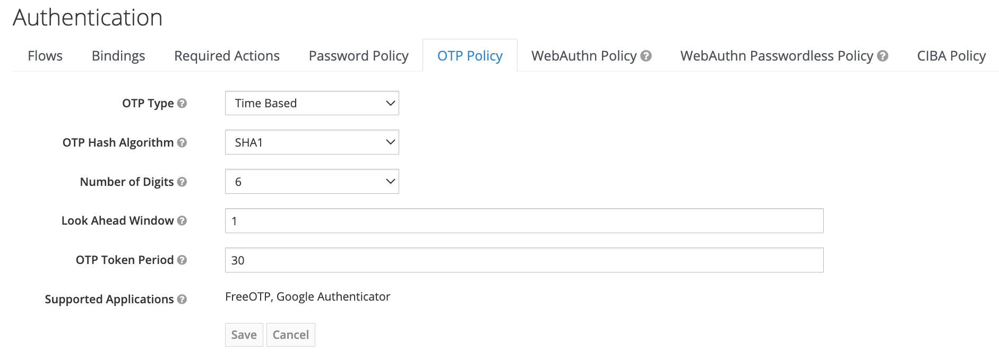 Authentication
Flows Bindings Required Actions Password Policy OTP Policy WebAuthn Policy ? WebAuthn Passwordless Policy ? CIBA Policy
OTP Type ? Time Based
OTP Hash Algorithm ? SHA1
Number of Digits ? 6
Look Ahead Window ? 1
OTP Token Period ? 30
Supported Applications ? FreeOTP, Google Authenticator
Save Cancel